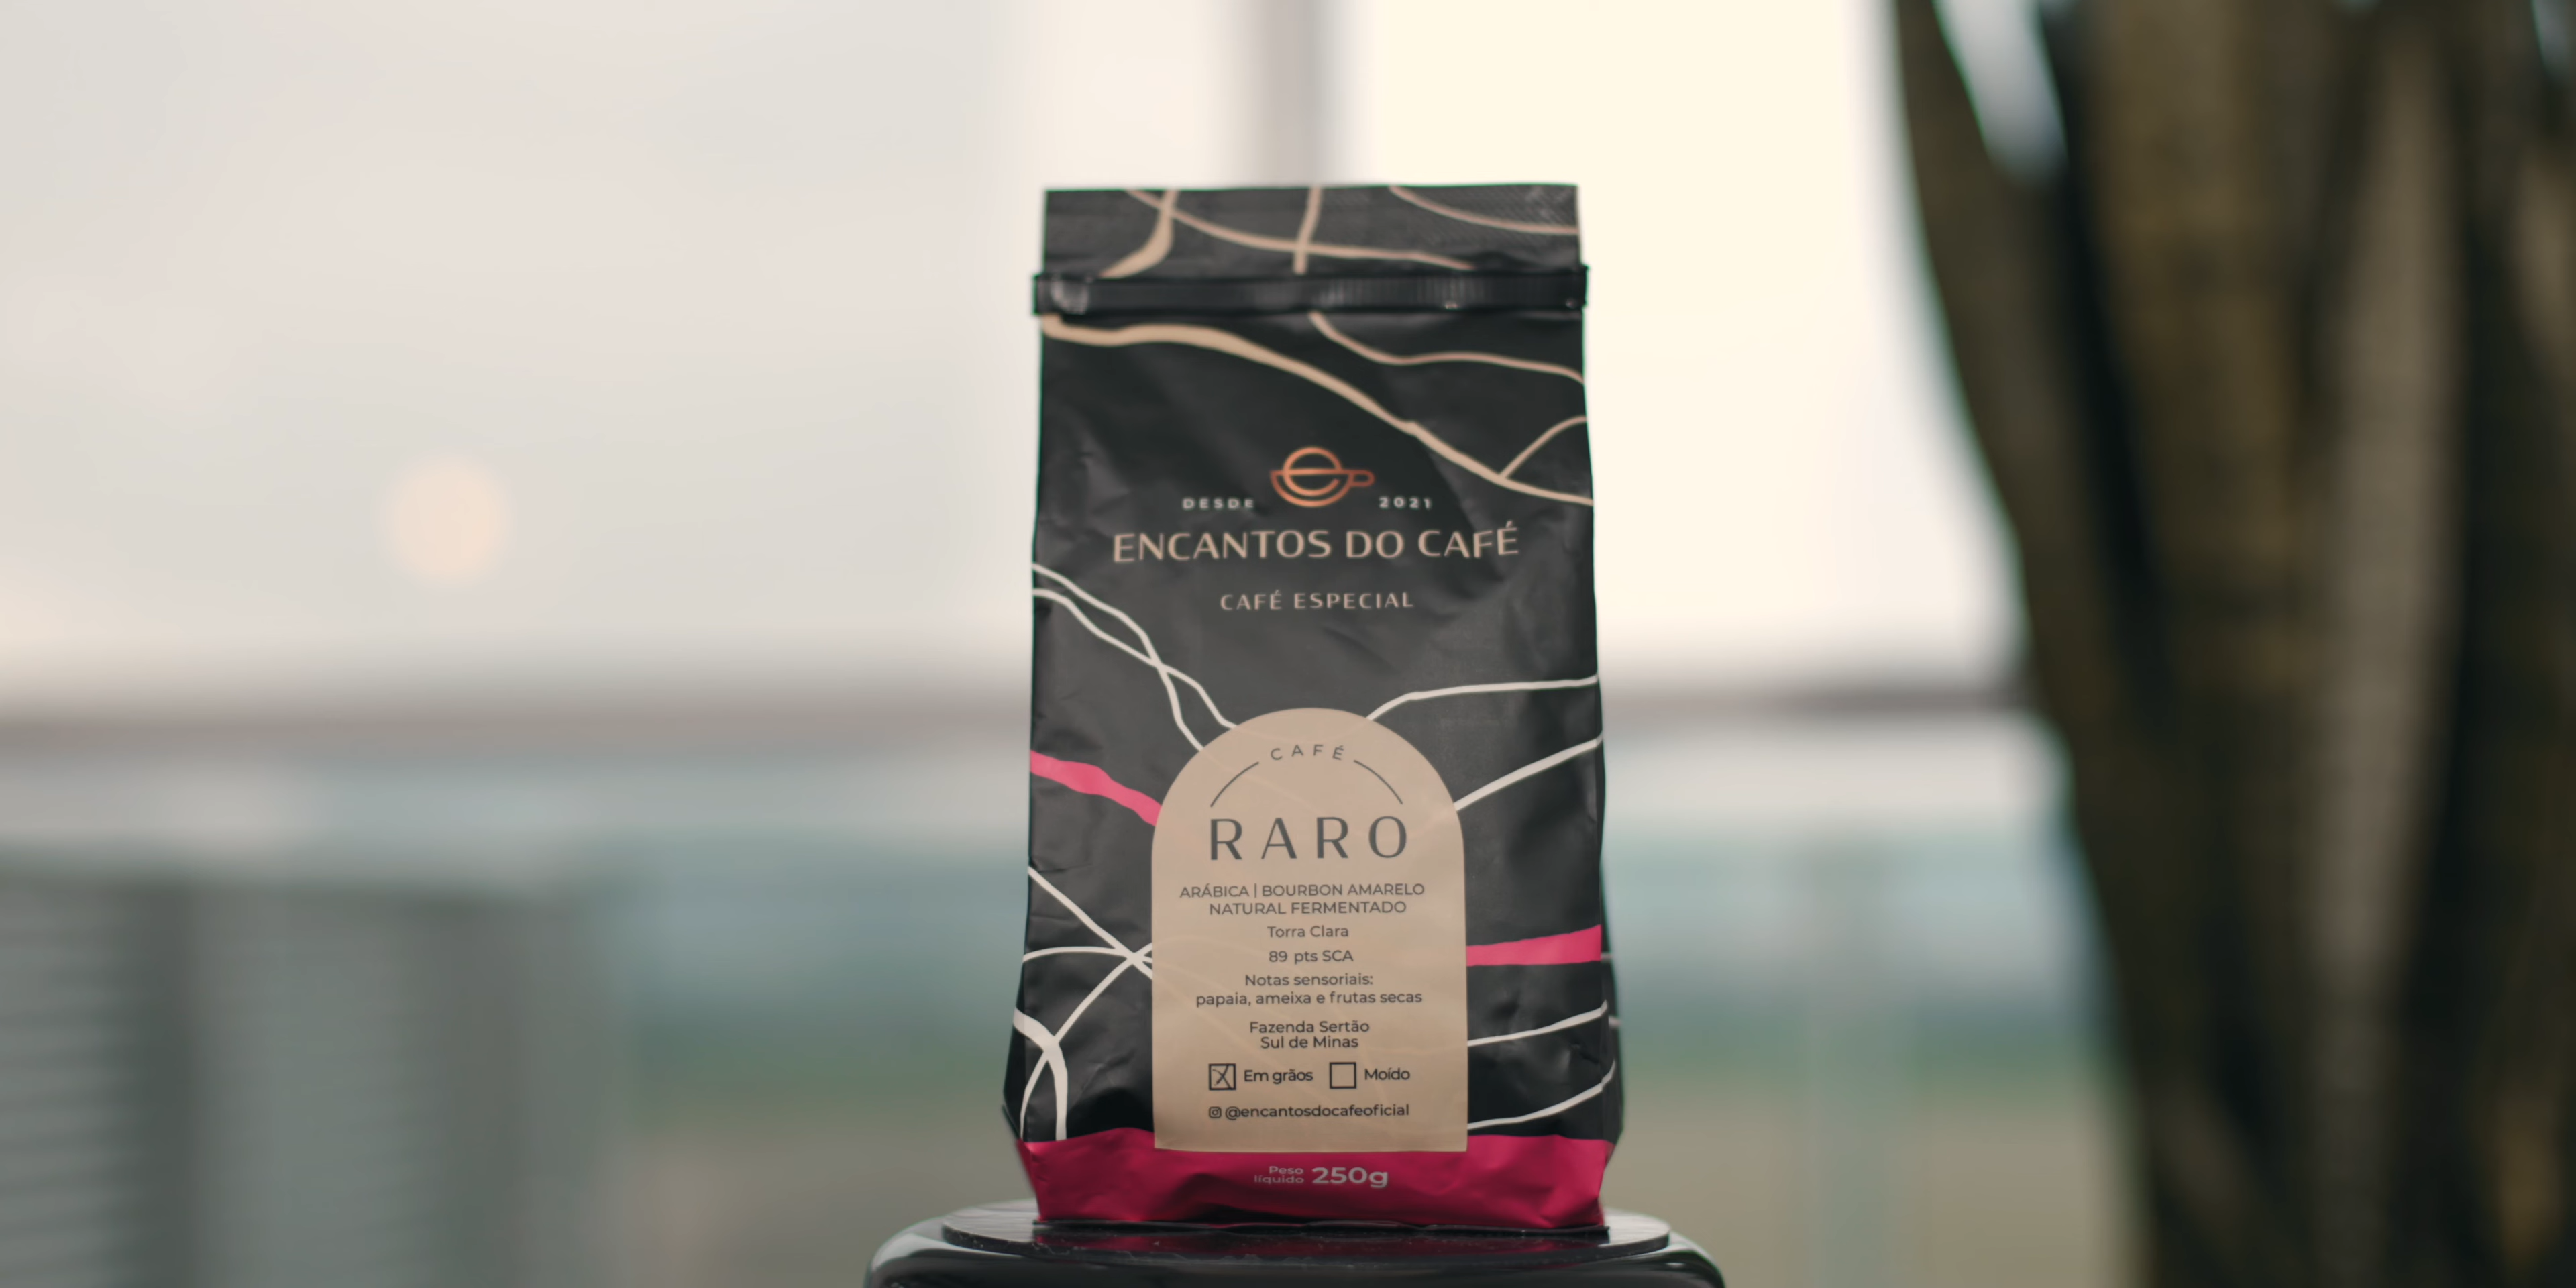 DESDE 2021
ENCANTOS DO CAFÉ
CAFÉ ESPECIAL
CAFÉ
RARO
ARÁBICA | BOURBON AMARELO
NATURAL FERMENTADO
Torra Clara
89 pts SCA
Notas sensoriais:
papaia, ameixa e frutas secas
Fazenda Sertão
Sul de Minas
Em grãos Moído
@encantosdocafeoficial
Peso
líquido 250g